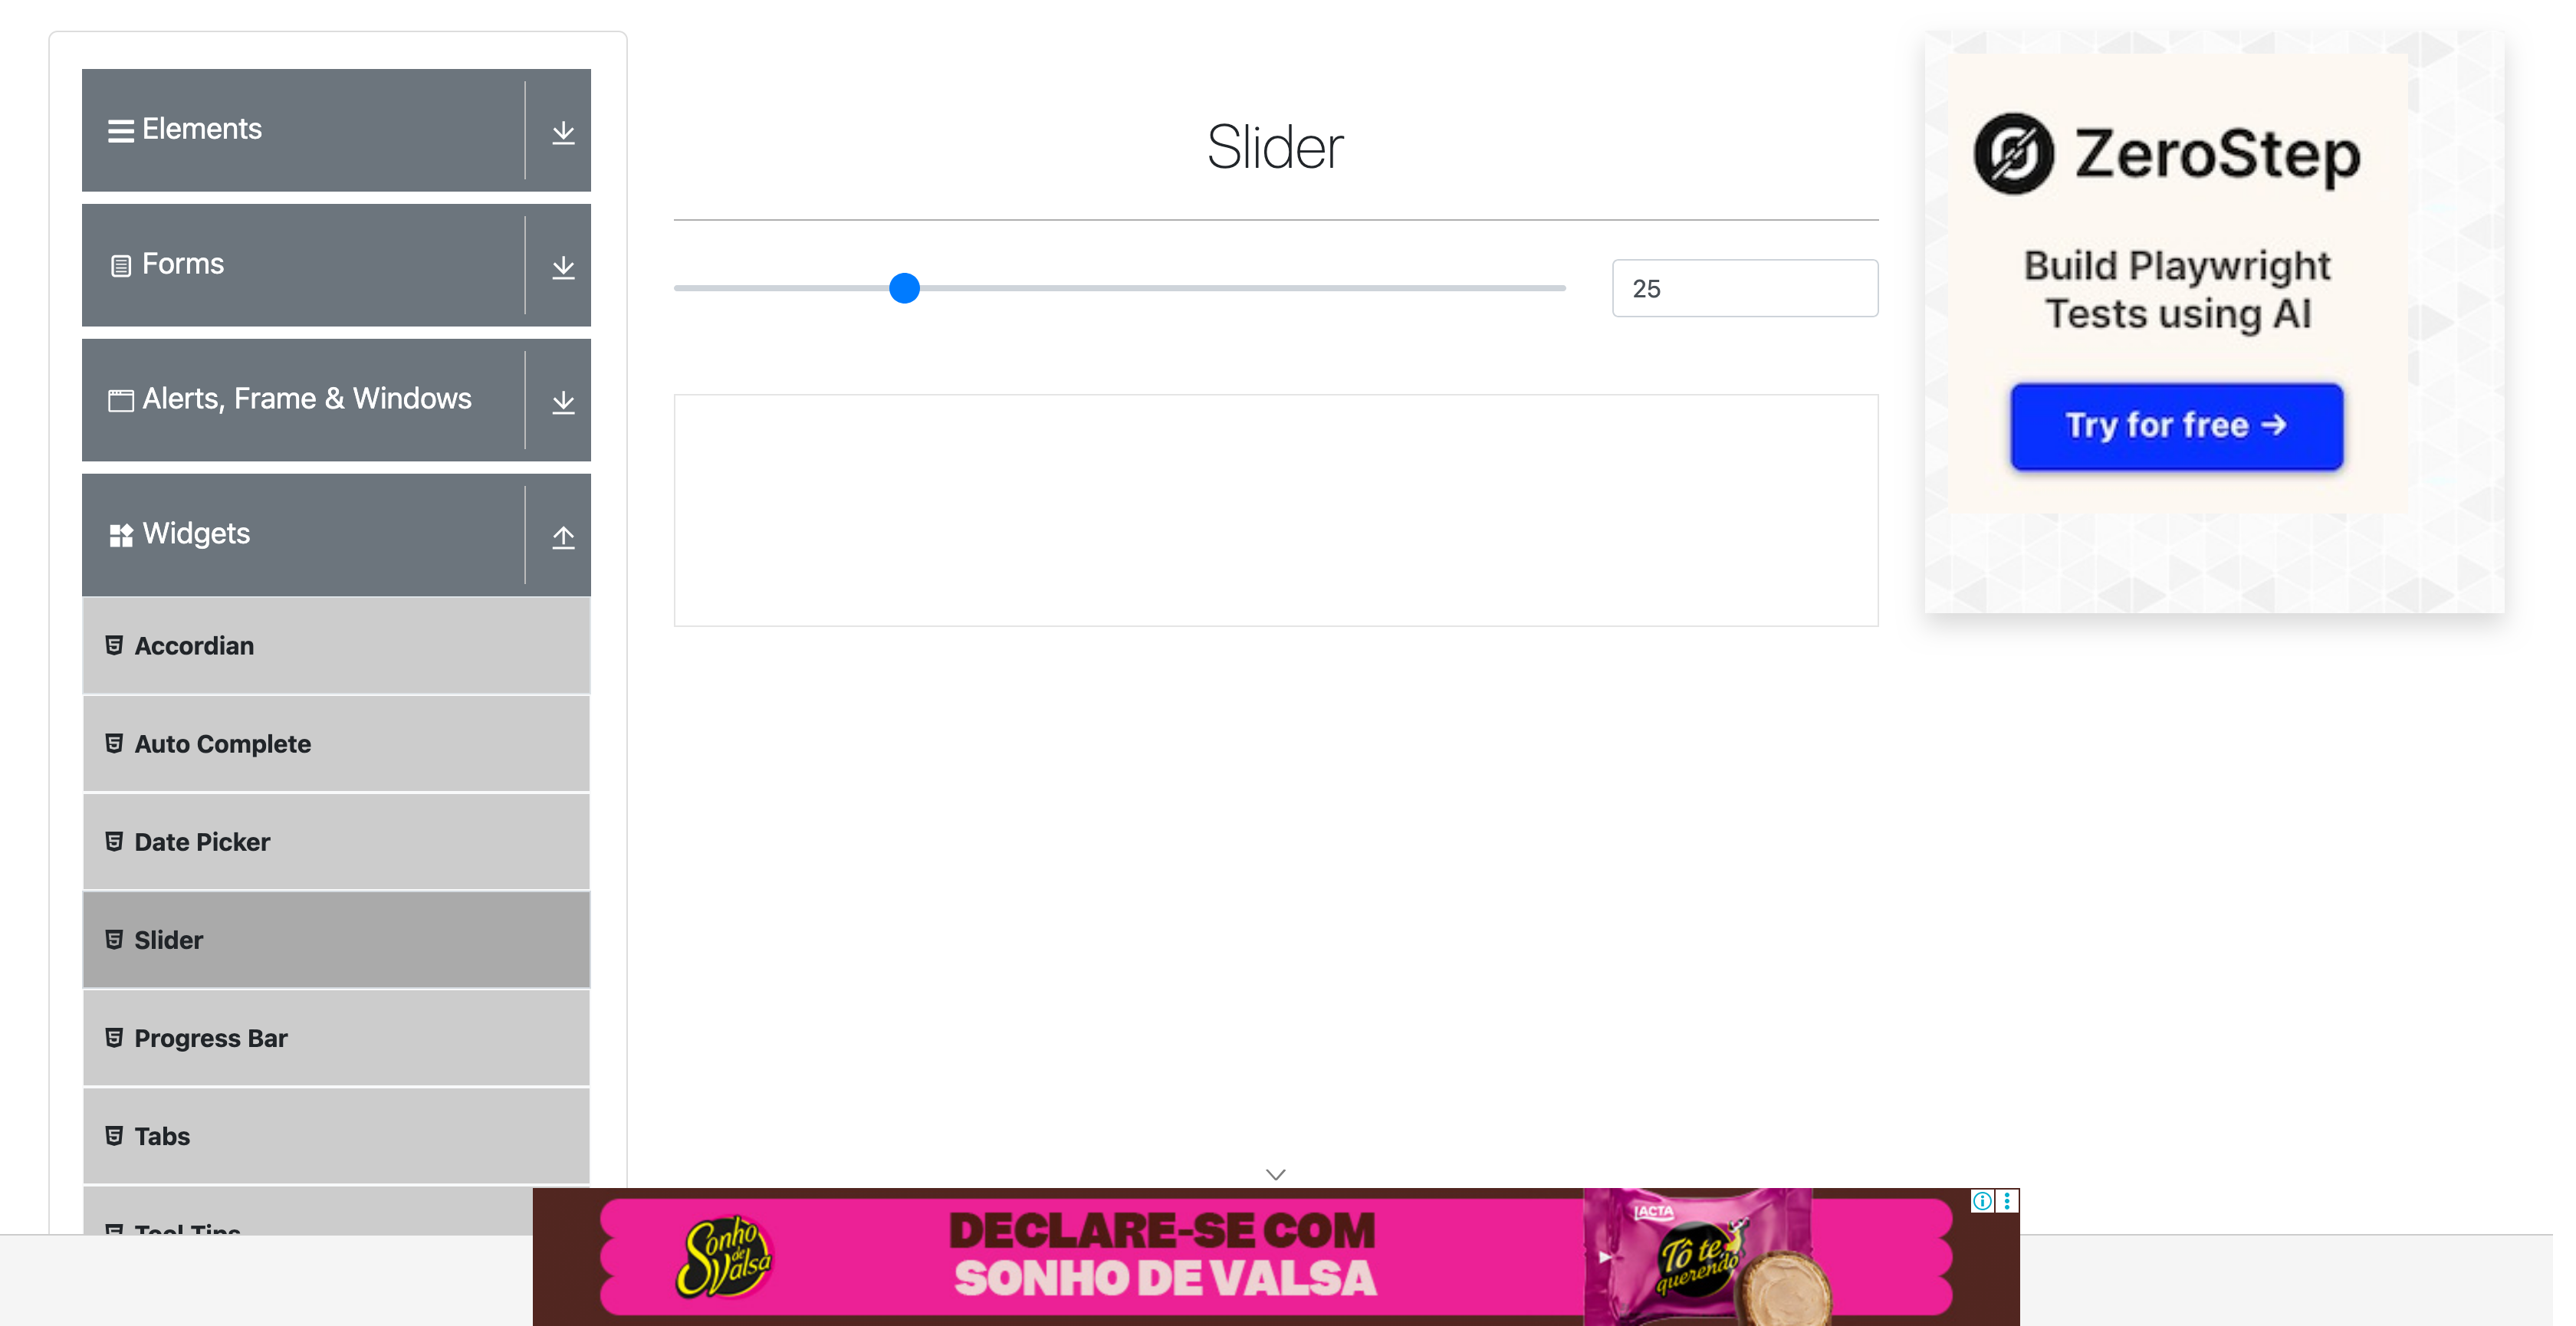 Elements
Forms
Alerts, Frame & Windows
Widgets
Accordian
Auto Complete
Date Picker
Slider
Progress Bar
Tabs
Tool Tips
Slider
25
ZeroStep
Build Playwright
Tests using AI
Try for free →
Sonho
de
Valsa
DECLARE-SE COM
SONHO DE VALSA
LACTA
Tô te
querendo